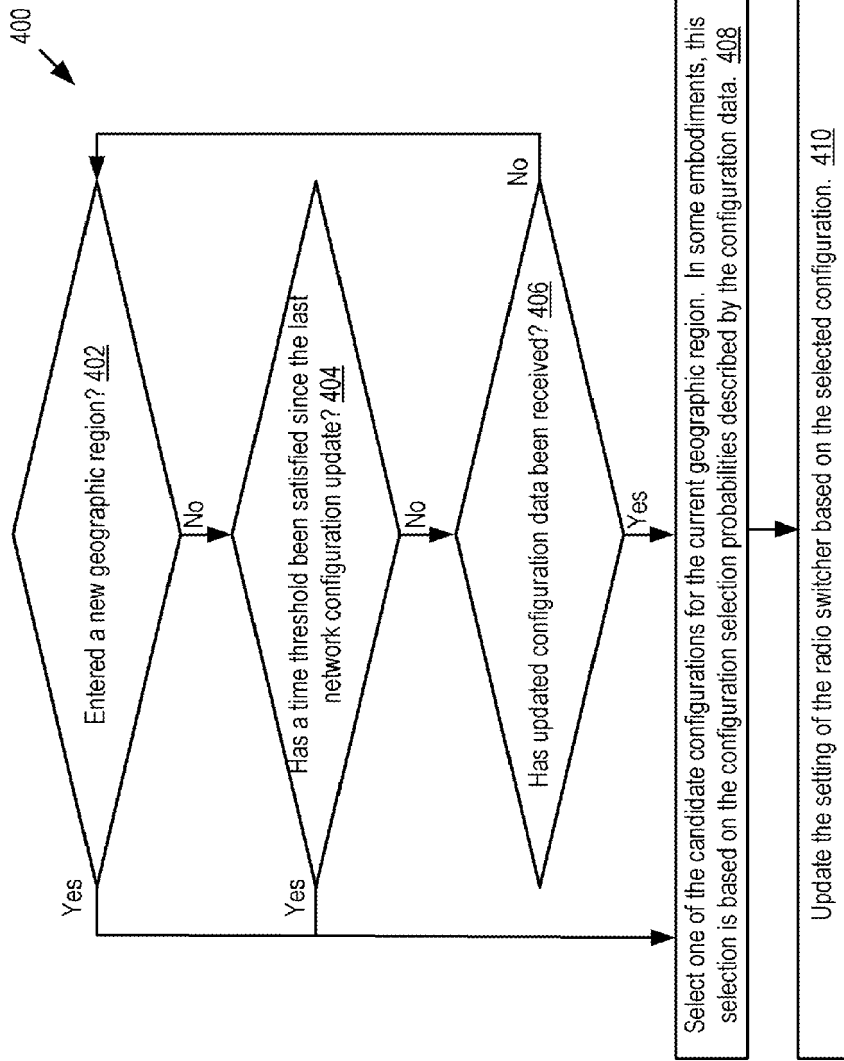 400
Entered a new geographic region? 402
Yes
No
Has a time threshold been satisfied since the last
network configuration update? 404
Yes
No
Has updated configuration data been received? 406
No
Yes
Select one of the candidate configurations for the current geographic region. In some embodiments, this
selection is based on the configuration selection probabilities described by the configuration data. 408
Update the setting of the radio switcher based on the selected configuration. 410